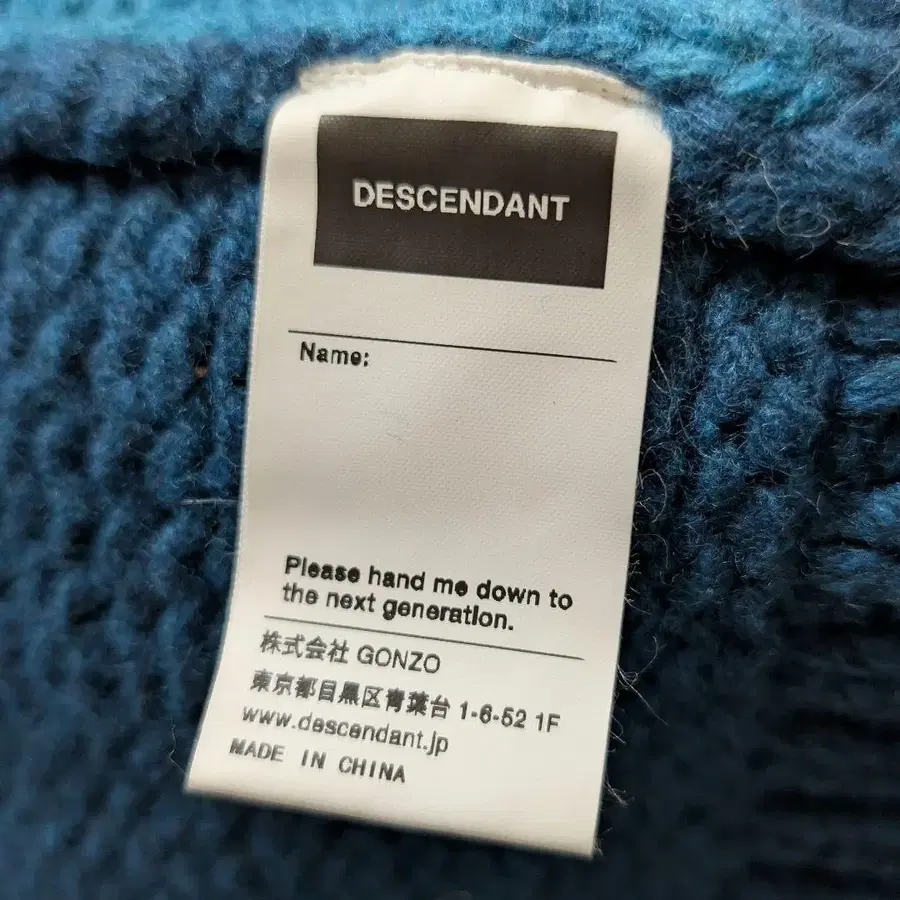 DESCENDANT
Name:
Please hand me down to
the next generation.
株式会社 GONZO
東京都目黒区青葉台 1-6-52 1F
www.descendant.jp
MADE IN CHINA